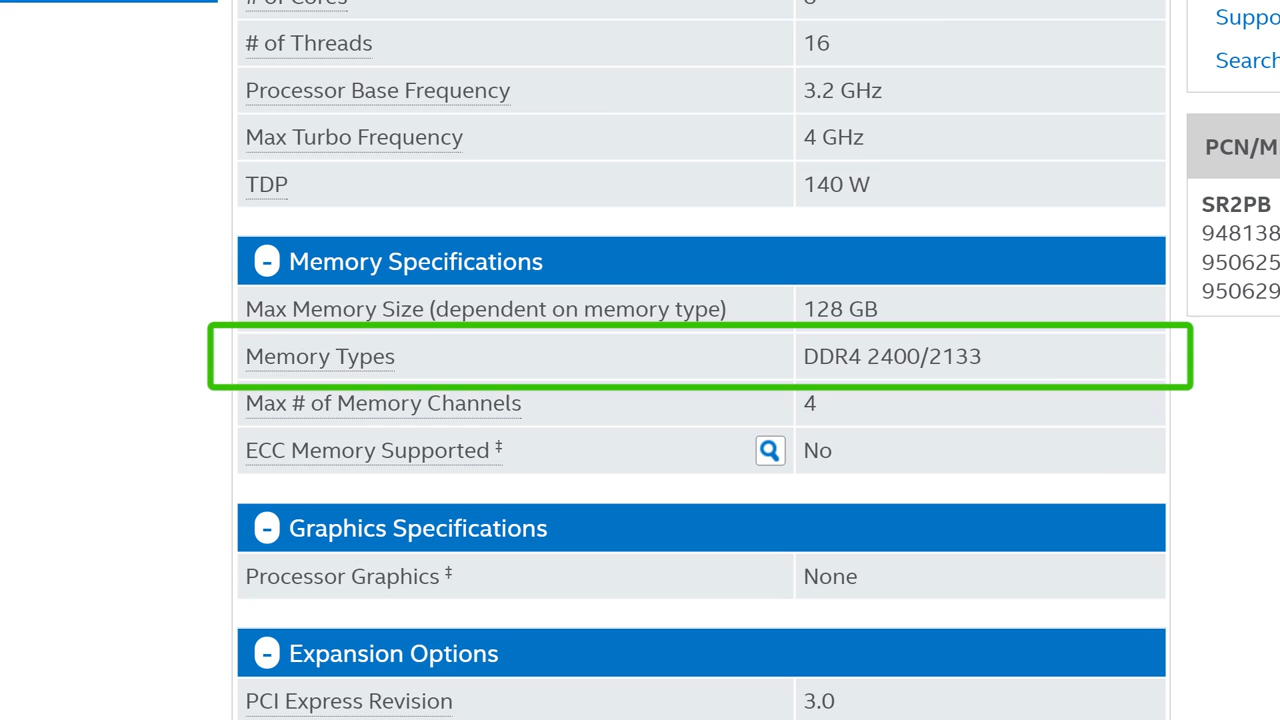 # of Cores 8
# of Threads 16
Processor Base Frequency 3.2 GHz
Max Turbo Frequency 4 GHz
TDP 140 W
- Memory Specifications
Max Memory Size (dependent on memory type) 128 GB
Memory Types DDR4 2400/2133
Max # of Memory Channels 4
ECC Memory Supported ‡ No
- Graphics Specifications
Processor Graphics ‡ None
- Expansion Options
PCI Express Revision 3.0
Suppo
Search
PCN/M
SR2PB
948138
950625
950629